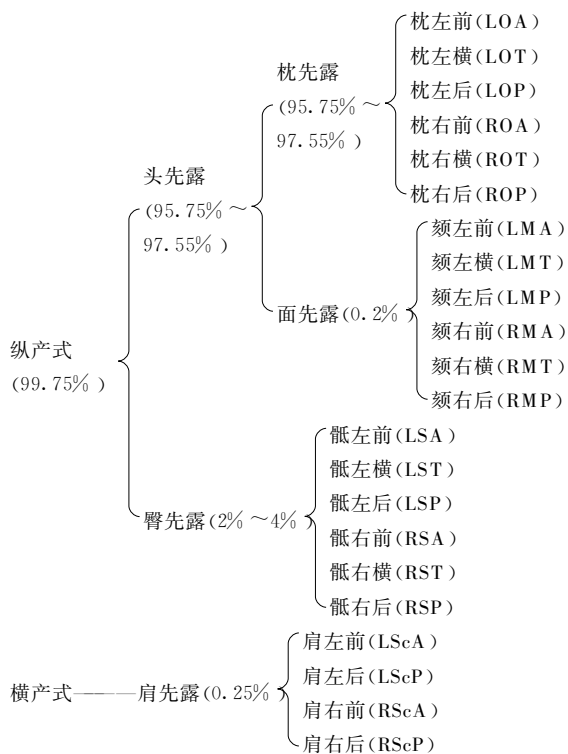 枕左前(LOA)
枕左横(LOT)
枕先露
枕左后(LOP)
(95.75%～
枕右前(ROA)
97.55%)
枕右横(ROT)
头先露
枕右后(ROP)
(95.75%～
颏左前(LMA)
97.55%)
颏左横(LMT)
颏左后(LMP)
面先露(0.2%)
颏右前(RMA)
纵产式
颏右横(RMT)
(99.75%)
颏右后(RMP)
骶左前(LSA)
骶左横(LST)
骶左后(LSP)
臀先露(2%～4%)
骶右前(RSA)
骶右横(RST)
骶右后(RSP)
肩左前(LScA)
肩左后(LScP)
横产式———肩先露(0.25%)
肩右前(RScA)
肩右后(RScP)